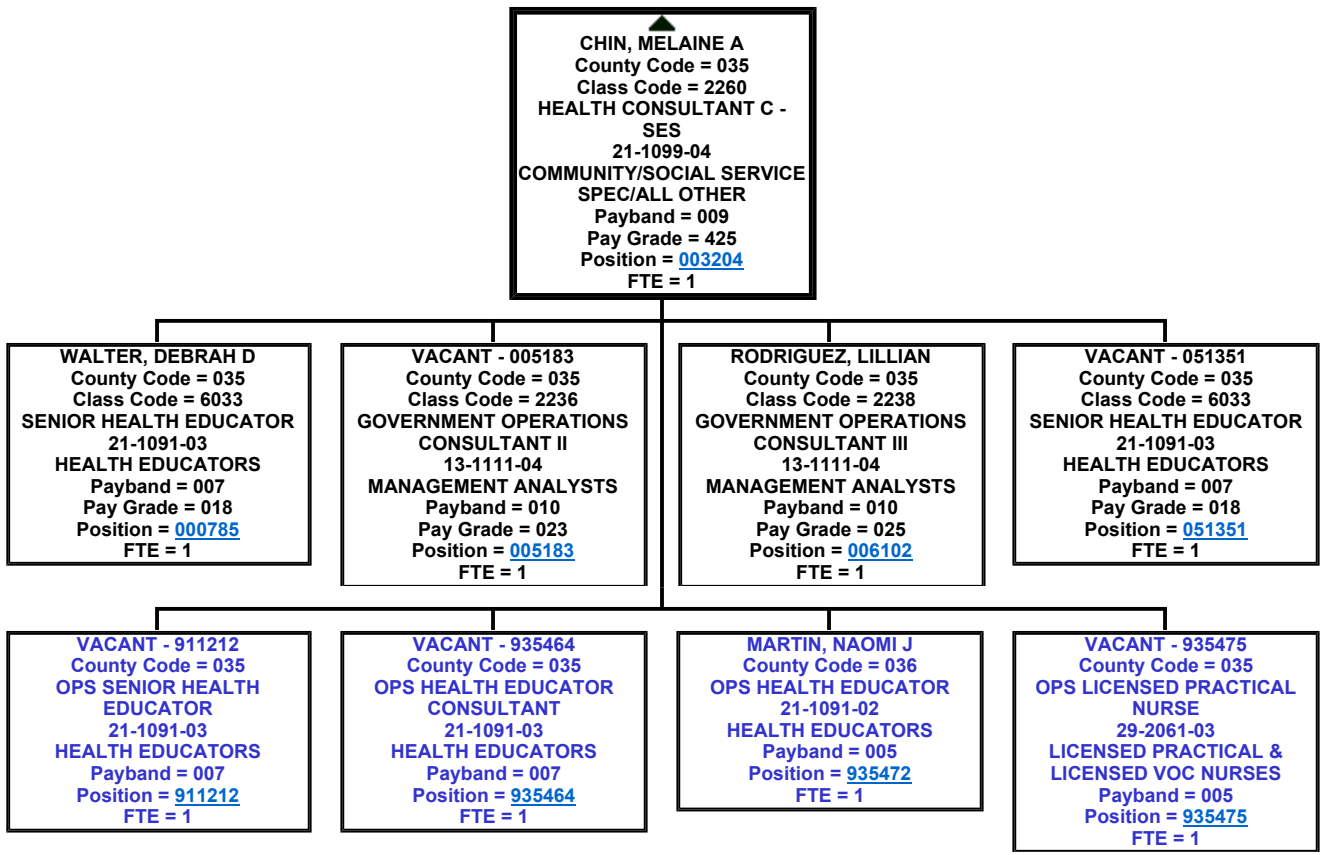 CHIN, MELAINE A
County Code = 035
Class Code = 2260
HEALTH CONSULTANT C -
SES
21-1099-04
COMMUNITY/SOCIAL SERVICE
SPEC/ALL OTHER
Payband = 009
Pay Grade = 425
Position = 003204
FTE = 1
WALTER, DEBRAH D
County Code = 035
Class Code = 6033
SENIOR HEALTH EDUCATOR
21-1091-03
HEALTH EDUCATORS
Payband = 007
Pay Grade = 018
Position = 000785
FTE = 1
VACANT - 005183
County Code = 035
Class Code = 2236
GOVERNMENT OPERATIONS
CONSULTANT II
13-1111-04
MANAGEMENT ANALYSTS
Payband = 010
Pay Grade = 023
Position = 005183
FTE = 1
RODRIGUEZ, LILLIAN
County Code = 035
Class Code = 2238
GOVERNMENT OPERATIONS
CONSULTANT III
13-1111-04
MANAGEMENT ANALYSTS
Payband = 010
Pay Grade = 025
Position = 006102
FTE = 1
VACANT - 051351
County Code = 035
Class Code = 6033
SENIOR HEALTH EDUCATOR
21-1091-03
HEALTH EDUCATORS
Payband = 007
Pay Grade = 018
Position = 051351
FTE = 1
VACANT - 911212
County Code = 035
OPS SENIOR HEALTH
EDUCATOR
21-1091-03
HEALTH EDUCATORS
Payband = 007
Position = 911212
FTE = 1
VACANT - 935464
County Code = 035
OPS HEALTH EDUCATOR
CONSULTANT
21-1091-03
HEALTH EDUCATORS
Payband = 007
Position = 935464
FTE = 1
MARTIN, NAOMI J
County Code = 036
OPS HEALTH EDUCATOR
21-1091-02
HEALTH EDUCATORS
Payband = 005
Position = 935472
FTE = 1
VACANT - 935475
County Code = 035
OPS LICENSED PRACTICAL
NURSE
29-2061-03
LICENSED PRACTICAL &
LICENSED VOC NURSES
Payband = 005
Position = 935475
FTE = 1